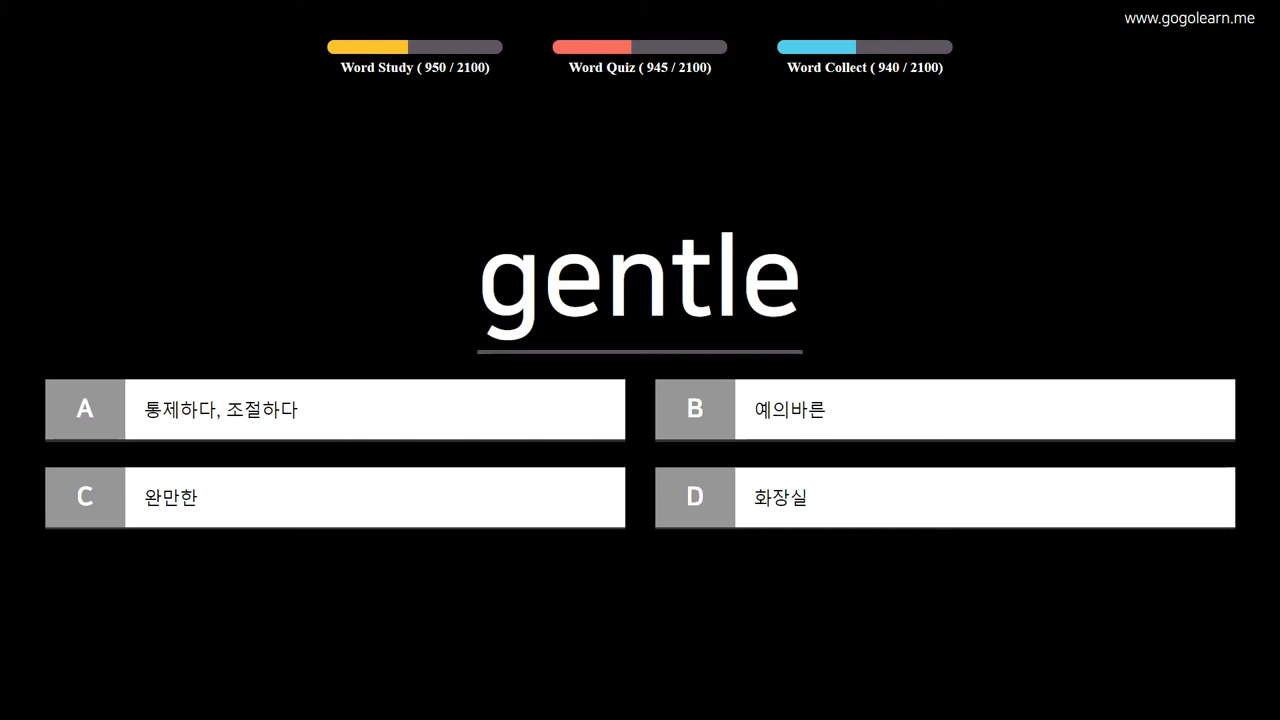 www.gogolearn.me
Word Study ( 950 / 2100)
Word Quiz ( 945 / 2100)
Word Collect ( 940 / 2100)
gentle
A 통제하다, 조절하다
B 예의바른
C 완만한
D 화장실